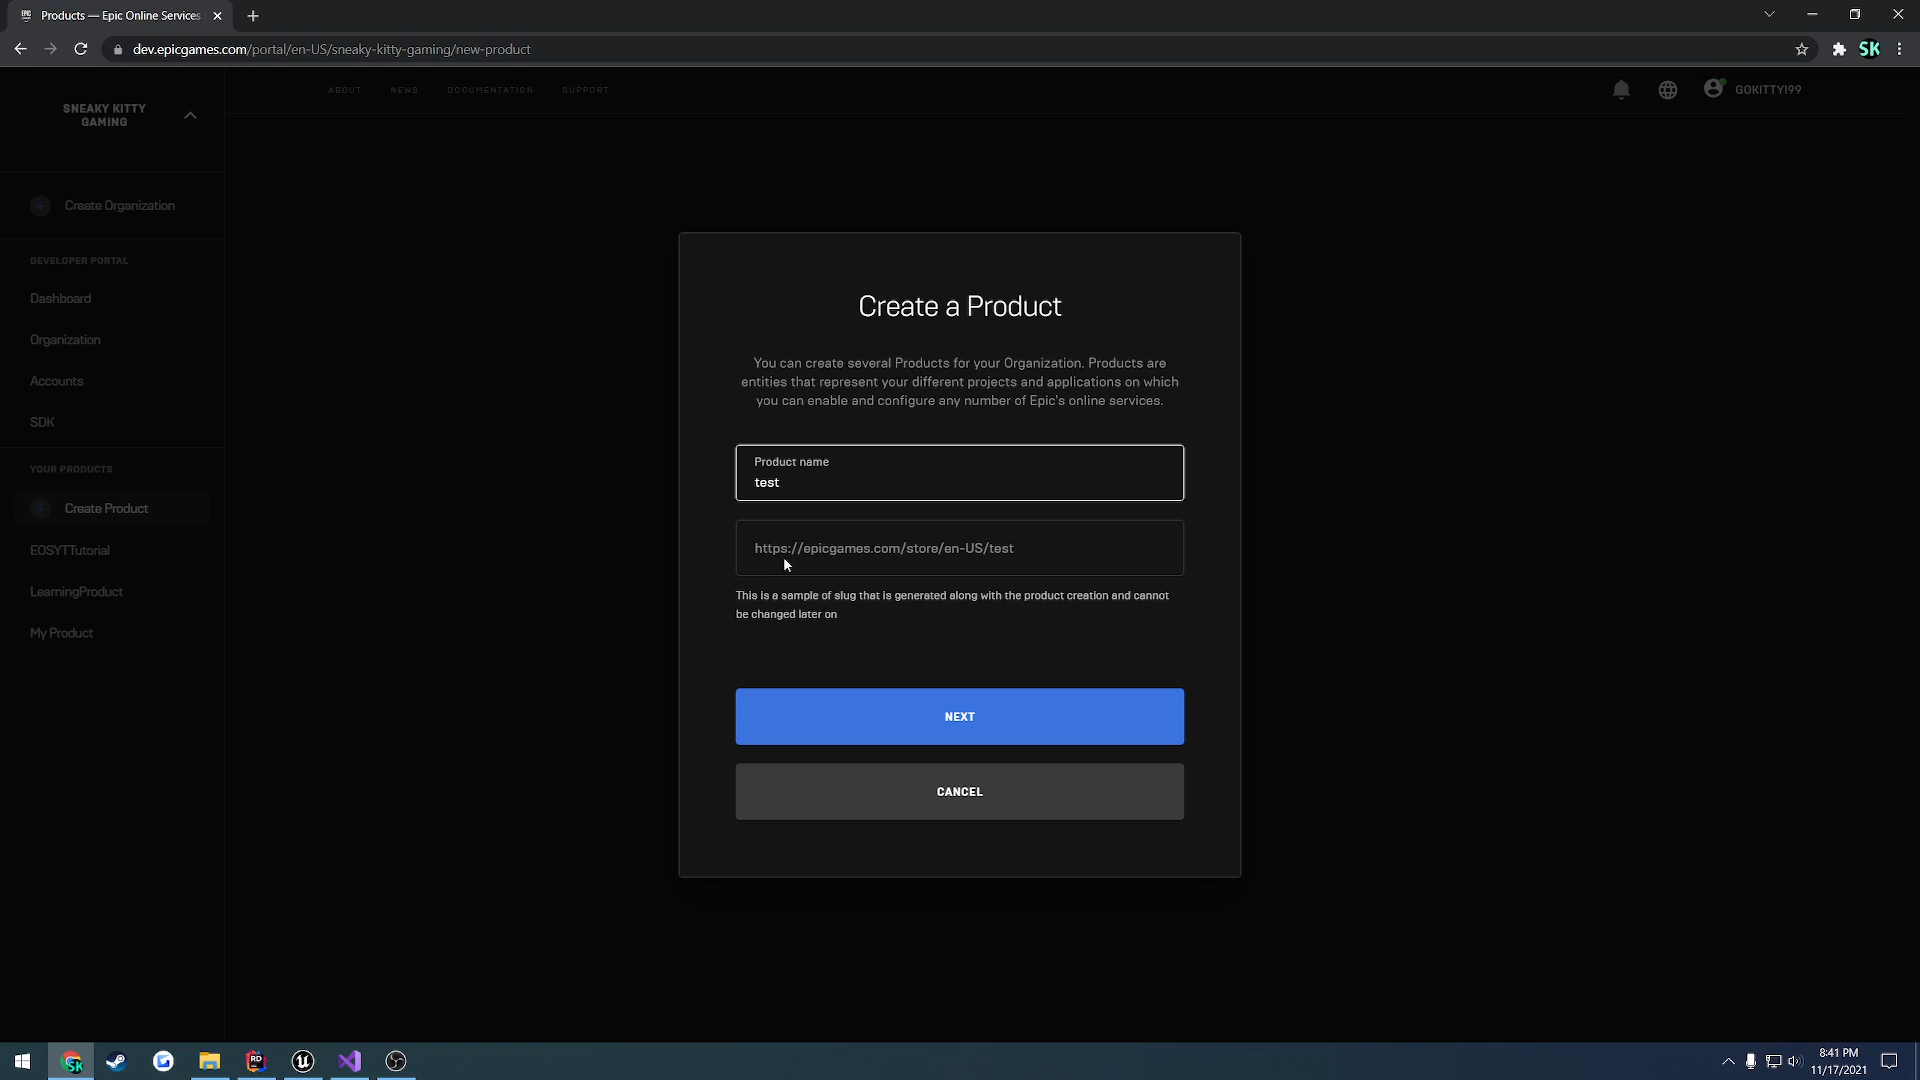 Products — Epic Online Services
dev.epicgames.com/portal/en-US/sneaky-kitty-gaming/new-product
SK
SNEAKY KITTY
GAMING
ABOUT
NEWS
DOCUMENTATION
SUPPORT
GOKITTY199
Create Organization
DEVELOPER PORTAL
Dashboard
Organization
Accounts
SDK
YOUR PRODUCTS
Create Product
EOSYTTutorial
LearningProduct
My Product
Create a Product
You can create several Products for your Organization. Products are
entities that represent your different projects and applications on which
you can enable and configure any number of Epic's online services.
Product name
test
https://epicgames.com/store/en-US/test
This is a sample of slug that is generated along with the product creation and cannot
be changed later on
NEXT
CANCEL
SK
RD
8:41 PM
11/17/2021